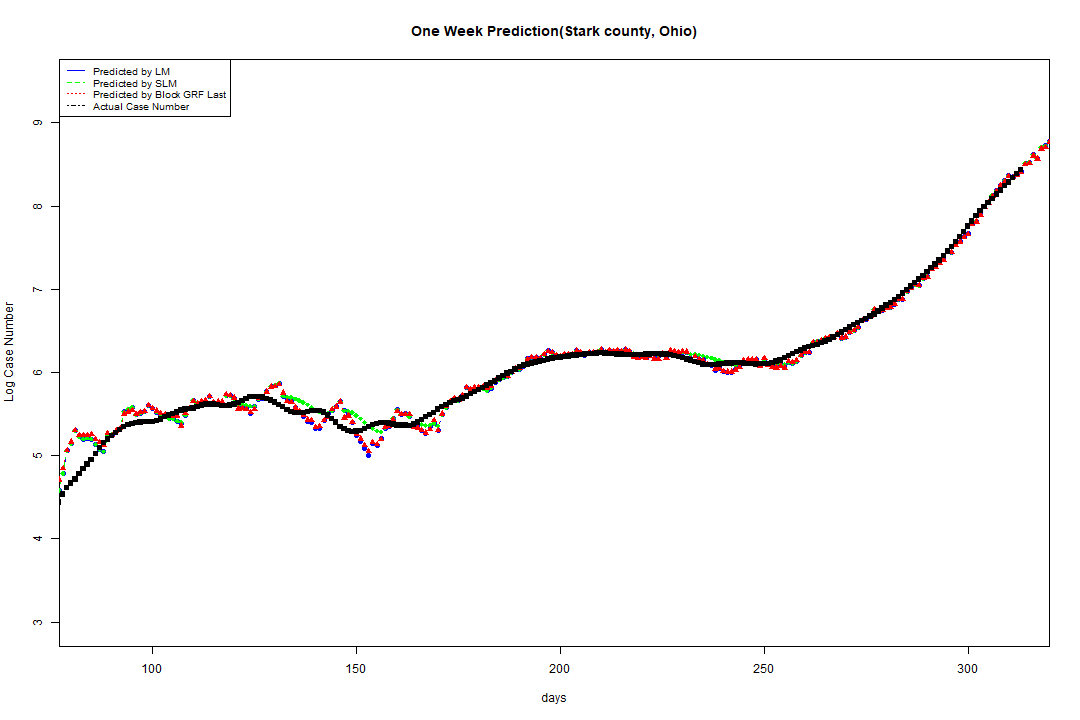 One Week Prediction(Stark county, Ohio)
Predicted by LM
Predicted by SLM
Predicted by Block GRF Last
Actual Case Number
Log Case Number
9
8
7
6
5
4
3
100 150 200 250 300
days